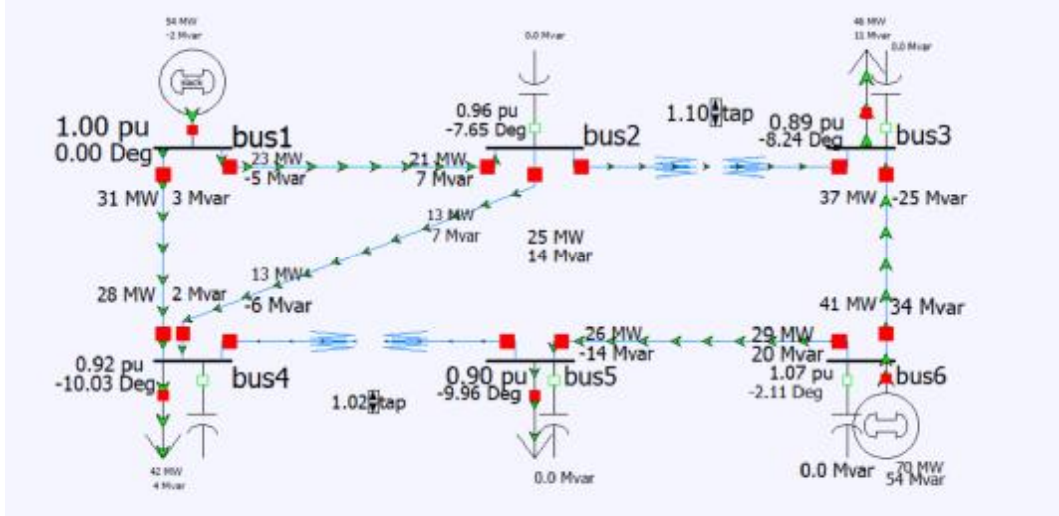 54 MW
-2 Mvar
slack
1.00 pu
0.00 Deg
bus1
23 MW
-5 Mvar
31 MW
3 Mvar
28 MW
2 Mvar
0.0 Mvar
0.96 pu
-7.65 Deg
bus2
21 MW
7 Mvar
13 MW
7 Mvar
13 MW
-6 Mvar
25 MW
14 Mvar
1.10 tap
46 MW
11 Mvar
0.0 Mvar
0.89 pu
-8.24 Deg
bus3
37 MW
-25 Mvar
41 MW
34 Mvar
0.92 pu
-10.03 Deg
bus4
42 MW
4 Mvar
1.02 tap
26 MW
-14 Mvar
0.90 pu
-9.96 Deg
bus5
0.0 Mvar
29 MW
20 Mvar
1.07 pu
-2.11 Deg
bus6
0.0 Mvar
70 MW
54 Mvar